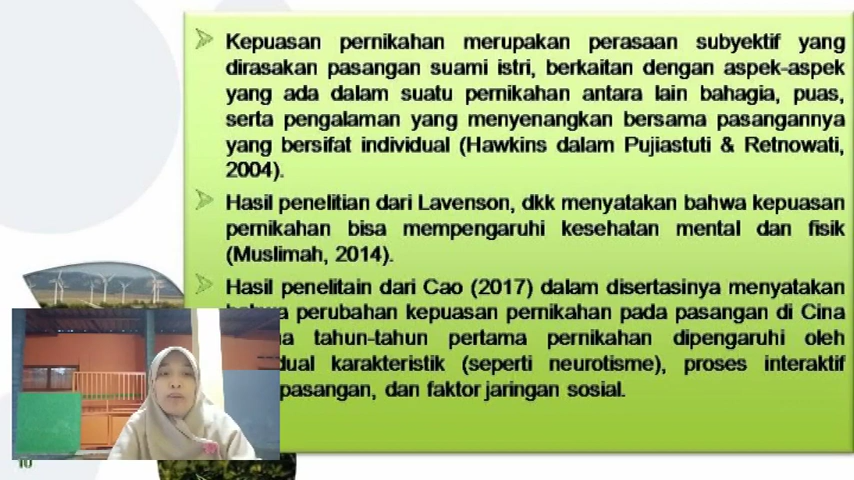 Kepuasan pernikahan merupakan perasaan subyektif yang
dirasakan pasangan suami istri, berkaitan dengan aspek-aspek
yang ada dalam suatu pernikahan antara lain bahagia, puas,
serta pengalaman yang menyenangkan bersama pasangannya
yang bersifat individual (Hawkins dalam Pujiastuti & Retnowati,
2004).
Hasil penelitian dari Lavenson, dkk menyatakan bahwa kepuasan
pernikahan bisa mempengaruhi kesehatan mental dan fisik
(Muslimah, 2014).
Hasil penelitain dari Cao (2017) dalam disertasinya menyatakan
perubahan kepuasan pernikahan pada pasangan di Cina
tahun-tahun pertama pernikahan dipengaruhi oleh
karakteristik (seperti neurotisme), proses interaktif
pasangan, dan faktor jaringan sosial.
10